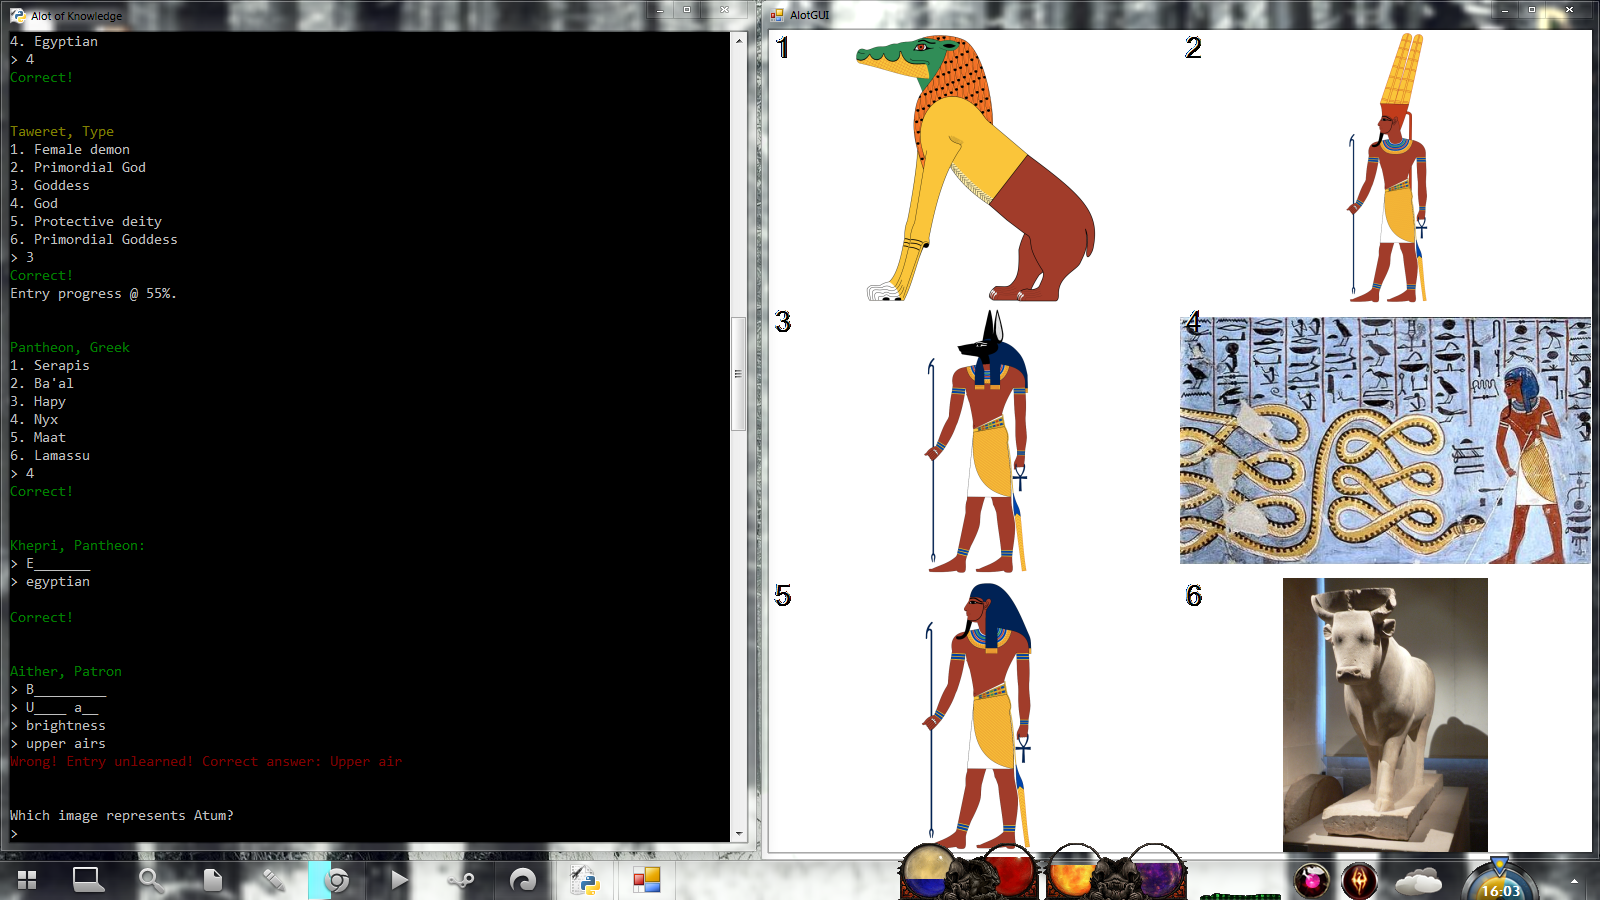 Alot of Knowledge
4. Egyptian
> 4
Correct!
Taweret, Type
1. Female demon
2. Primordial God
3. Goddess
4. God
5. Protective deity
6. Primordial Goddess
> 3
Correct!
Entry progress @ 55%.
Pantheon, Greek
1. Serapis
2. Ba'al
3. Hapy
4. Nyx
5. Maat
6. Lamassu
> 4
Correct!
Khepri, Pantheon:
> E_______
> egyptian
Correct!
Aither, Patron
> B_________
> U____ a__
> brightness
> upper airs
Wrong! Entry unlearned! Correct answer: Upper air
Which image represents Atum?
>
AlotGUI
1
2
3
4
5
6
16:03